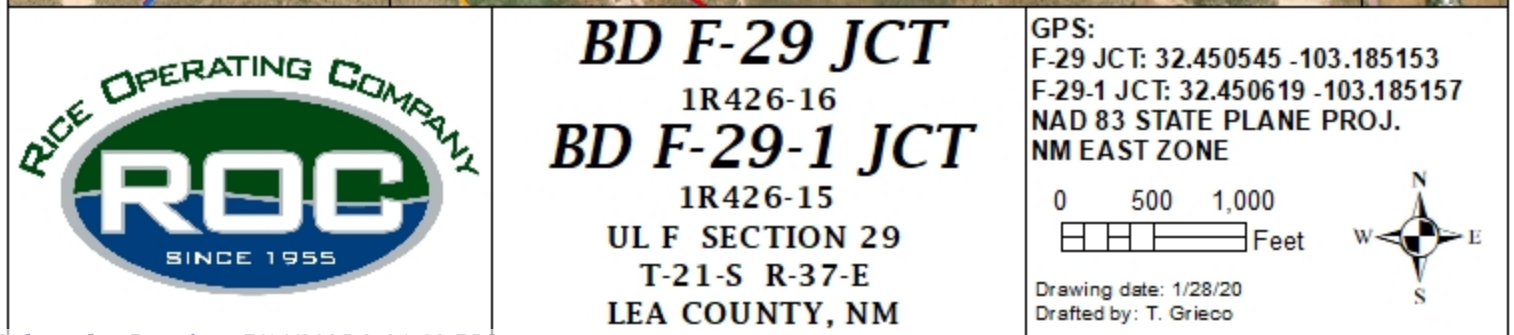 RICE OPERATING COMPANY
ROC
SINCE 1955
BD F-29 JCT
1R426-16
BD F-29-1 JCT
1R426-15
UL F SECTION 29
T-21-S R-37-E
LEA COUNTY, NM
GPS:
F-29 JCT: 32.450545 -103.185153
F-29-1 JCT: 32.450619 -103.185157
NAD 83 STATE PLANE PROJ.
NM EAST ZONE
0 500 1,000
Feet
N
W E
S
Drawing date: 1/28/20
Drafted by: T. Grieco